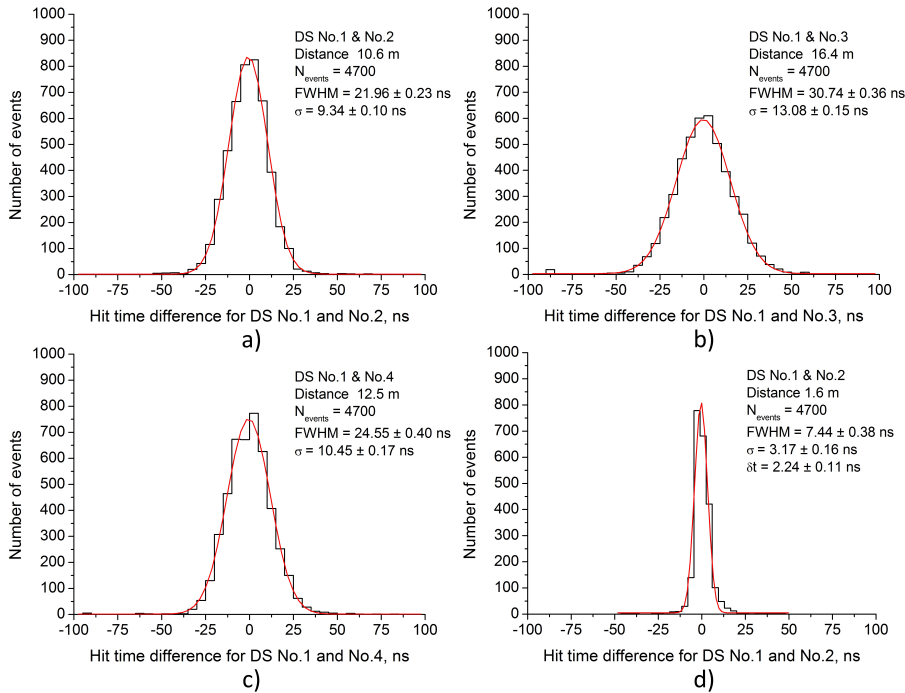 1000
900
800
700
600
500
400
300
200
100
0
Number of events
DS No.1 & No.2
Distance 10.6 m
N_events = 4700
FWHM = 21.96 ± 0.23 ns
σ = 9.34 ± 0.10 ns
-100 -75 -50 -25 0 25 50 75 100
Hit time difference for DS No.1 and No.2, ns
a)
1000
900
800
700
600
500
400
300
200
100
0
Number of events
DS No.1 & No.3
Distance 16.4 m
N_events = 4700
FWHM = 30.74 ± 0.36 ns
σ = 13.08 ± 0.15 ns
-100 -75 -50 -25 0 25 50 75 100
Hit time difference for DS No.1 and No.3, ns
b)
1000
900
800
700
600
500
400
300
200
100
0
Number of events
DS No.1 & No.4
Distance 12.5 m
N_events = 4700
FWHM = 24.55 ± 0.40 ns
σ = 10.45 ± 0.17 ns
-100 -75 -50 -25 0 25 50 75 100
Hit time difference for DS No.1 and No.4, ns
c)
1000
900
800
700
600
500
400
300
200
100
0
Number of events
DS No.1 & No.2
Distance 1.6 m
N_events = 4700
FWHM = 7.44 ± 0.38 ns
σ = 3.17 ± 0.16 ns
δt = 2.24 ± 0.11 ns
-100 -75 -50 -25 0 25 50 75 100
Hit time difference for DS No.1 and No.2, ns
d)